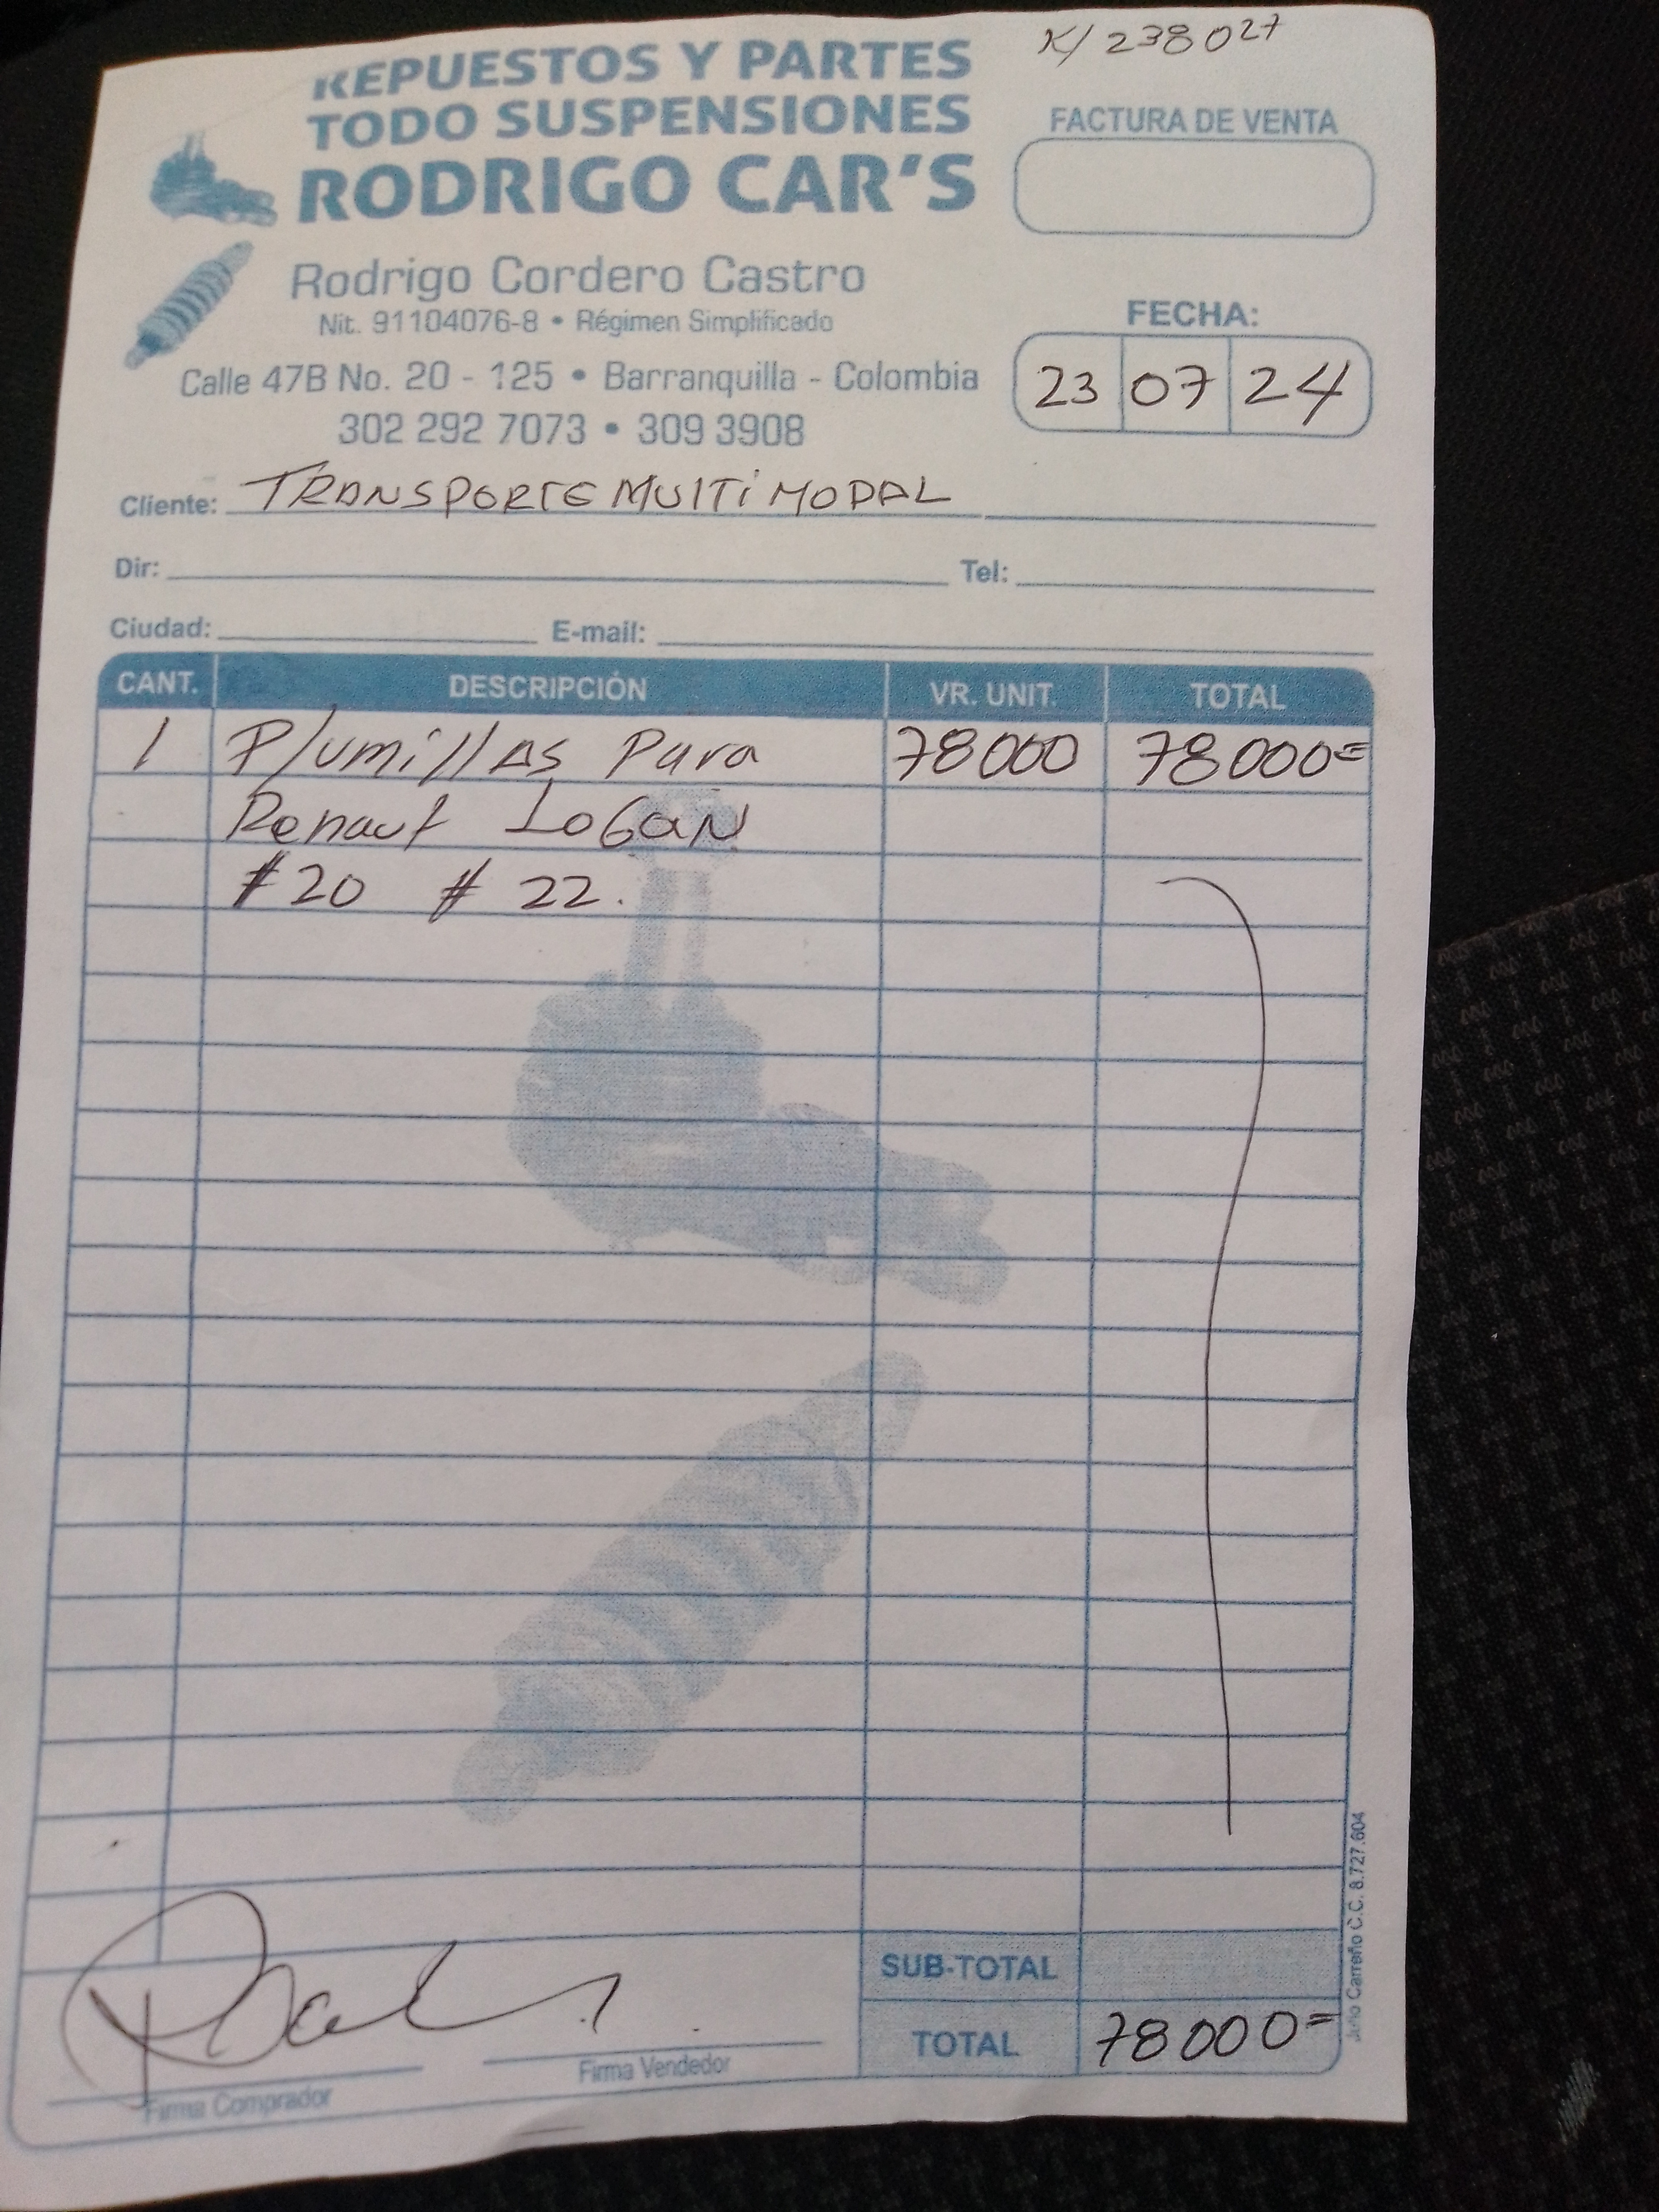 K/ 238027
REPUESTOS Y PARTES
TODO SUSPENSIONES
RODRIGO CAR'S
FACTURA DE VENTA
Rodrigo Cordero Castro
Nit. 91104076-8 • Régimen Simplificado
Calle 47B No. 20 - 125 • Barranquilla - Colombia
302 292 7073 • 309 3908
FECHA:
23 07 24
Cliente: TRANSPORTE MULTIMODAL
Dir: Tel:
Ciudad: E-mail:
CANT. DESCRIPCIÓN VR. UNIT. TOTAL
1 Plumillas Para 78000 78000=
Renaut LoGaN
#20 # 22.
SUB-TOTAL
TOTAL 78000=
Firma Comprador Firma Vendedor
Julio Carreño C.C. 8.727.604